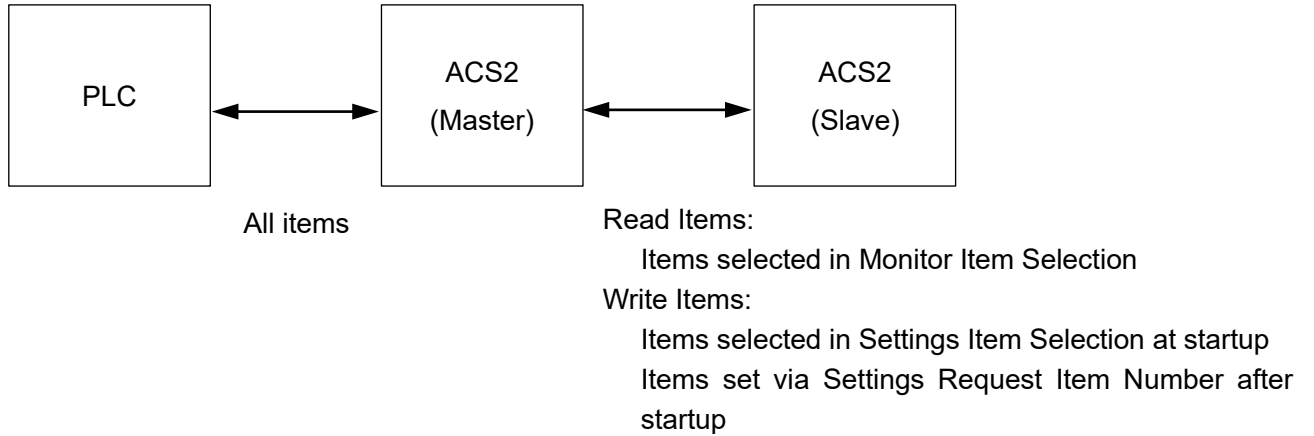 PLC
ACS2
(Master)
ACS2
(Slave)
All items
Read Items:
Items selected in Monitor Item Selection
Write Items:
Items selected in Settings Item Selection at startup
Items set via Settings Request Item Number after
startup